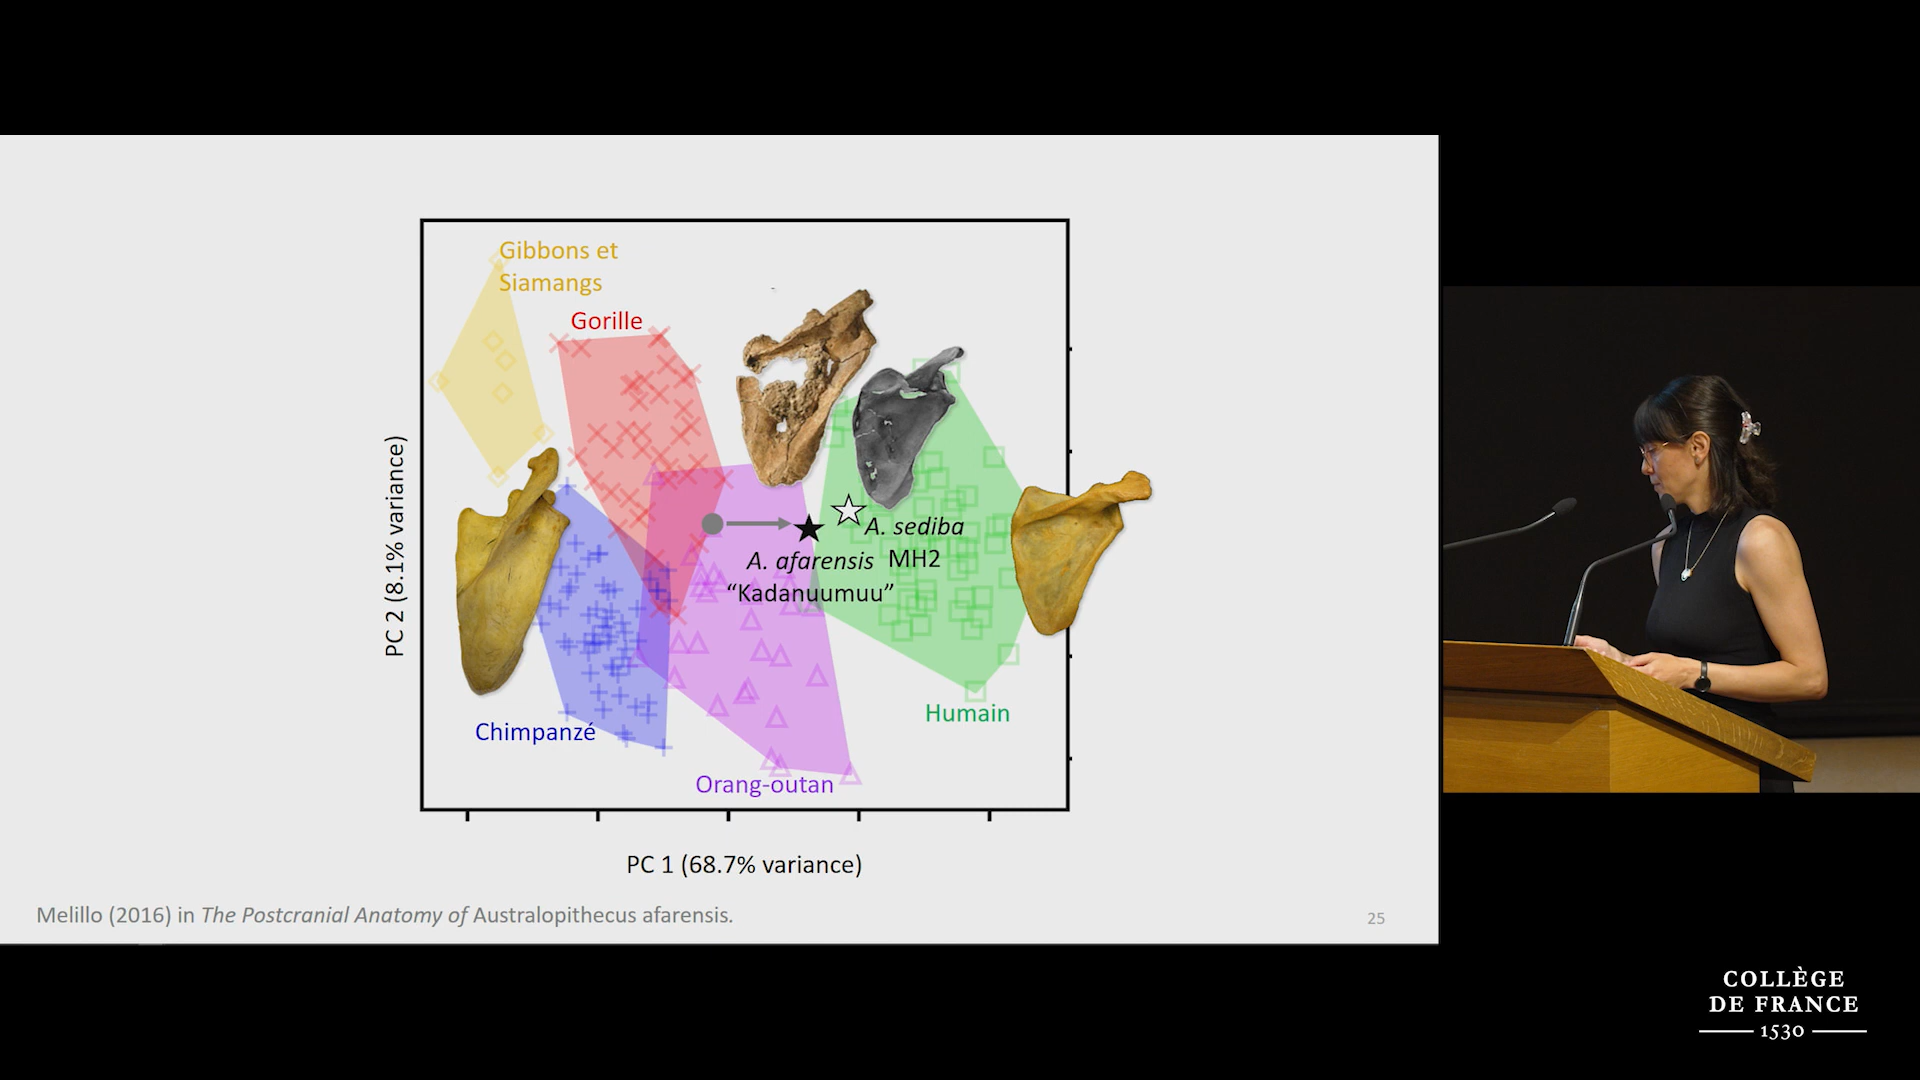 Gibbons et
Siamangs
Gorille
A. sediba
MH2
A. afarensis
“Kadanuumuu”
Chimpanzé
Humain
Orang-outan
PC 2 (8.1% variance)
PC 1 (68.7% variance)
Melillo (2016) in The Postcranial Anatomy of Australopithecus afarensis.
25
COLLÈGE
DE FRANCE
1530